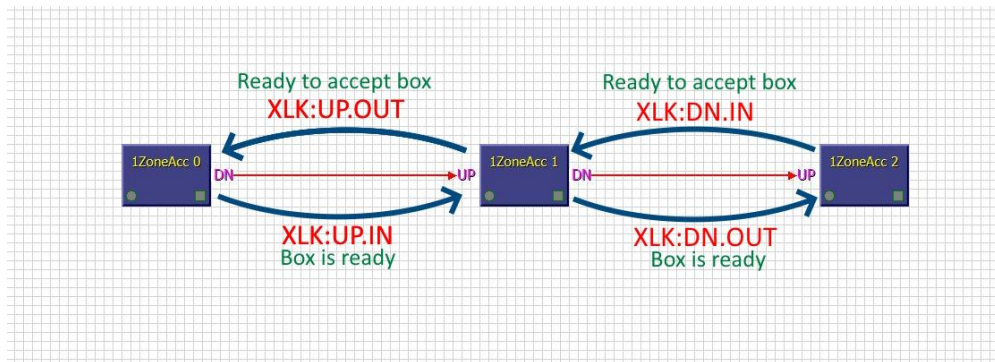 Ready to accept box
XLK:UP.OUT
Ready to accept box
XLK:DN.IN
1ZoneAcc 0
DN
UP
1ZoneAcc 1
DN
UP
1ZoneAcc 2
XLK:UP.IN
Box is ready
XLK:DN.OUT
Box is ready